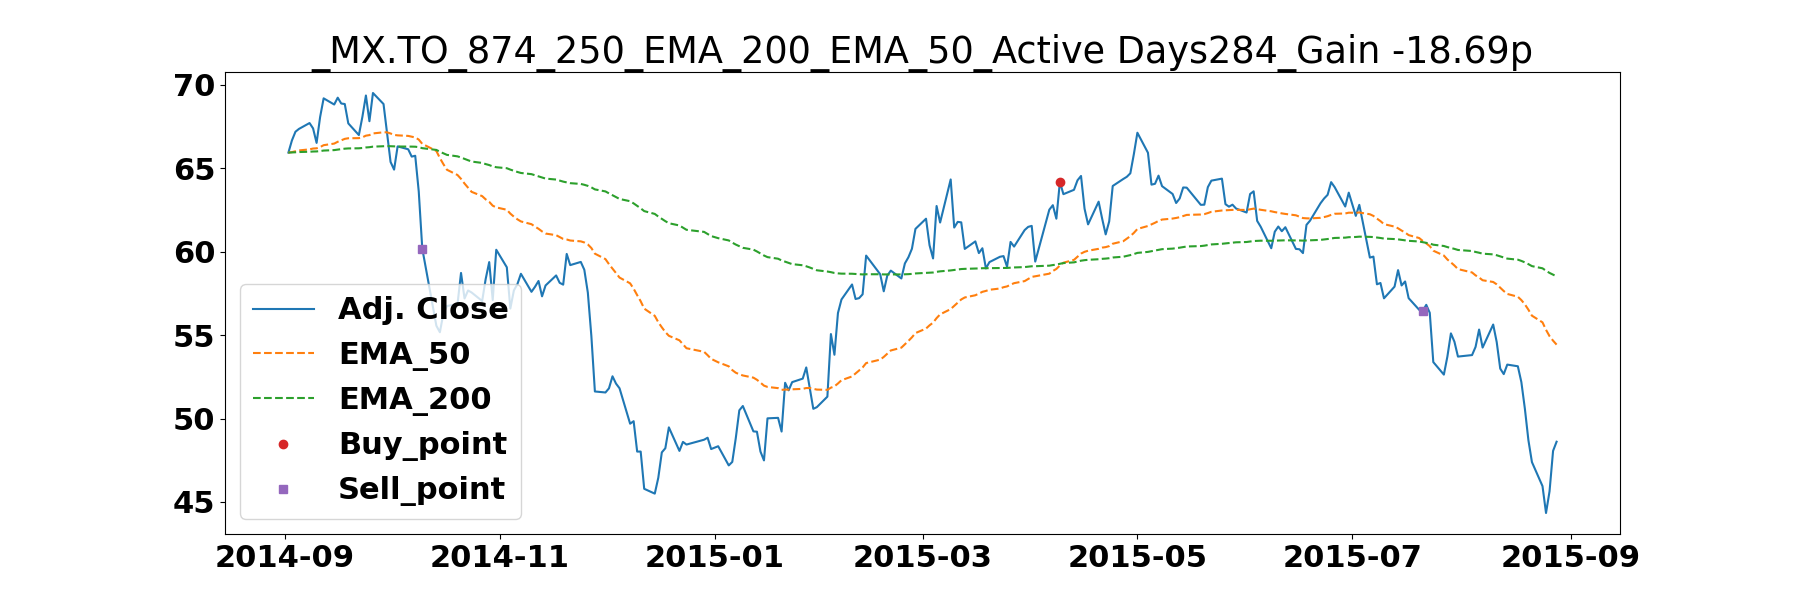 _MX.TO_874_250_EMA_200_EMA_50_Active Days284_Gain -18.69p
70
65
60
55
50
45
Adj. Close
EMA_50
EMA_200
Buy_point
Sell_point
2014-09 2014-11 2015-01 2015-03 2015-05 2015-07 2015-09